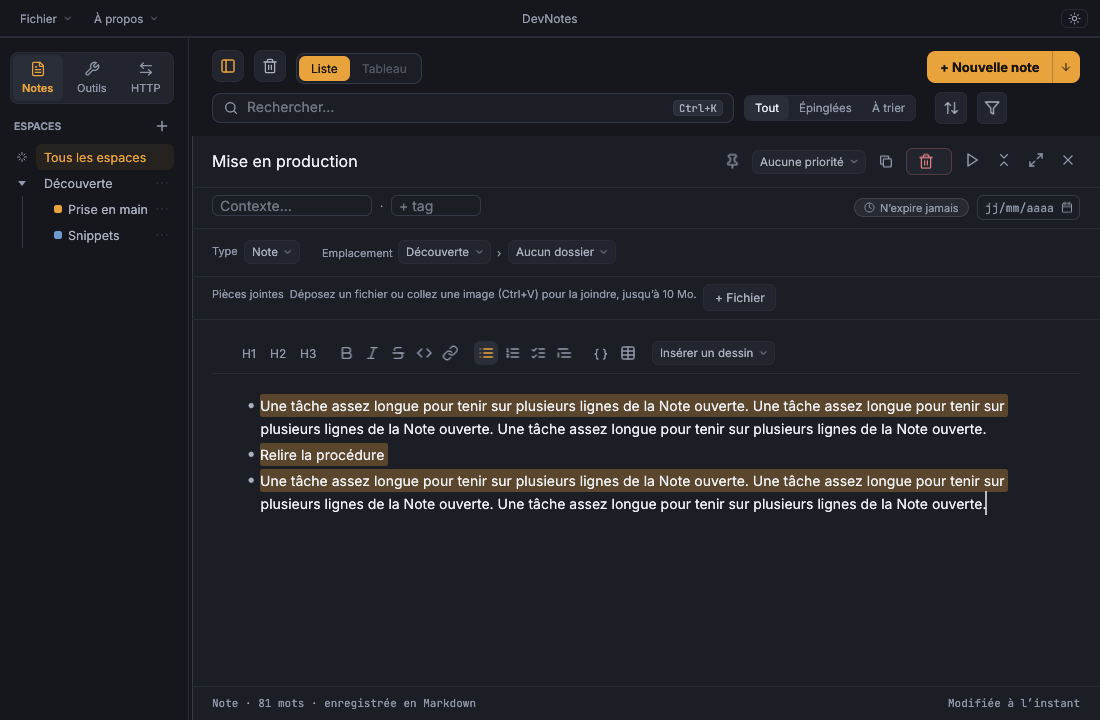 Fichier À propos DevNotes
Notes Outils HTTP
Liste Tableau + Nouvelle note
Rechercher... Ctrl+K Tout Épinglées À trier
ESPACES
Tous les espaces
Découverte
Prise en main
Snippets
Mise en production Aucune priorité
Contexte... · + tag N'expire jamais jj/mm/aaaa
Type Note Emplacement Découverte › Aucun dossier
Pièces jointes Déposez un fichier ou collez une image (Ctrl+V) pour la joindre, jusqu'à 10 Mo. + Fichier
H1 H2 H3 B I S <> { } Insérer un dessin
• Une tâche assez longue pour tenir sur plusieurs lignes de la Note ouverte. Une tâche assez longue pour tenir sur
plusieurs lignes de la Note ouverte. Une tâche assez longue pour tenir sur plusieurs lignes de la Note ouverte.
• Relire la procédure
• Une tâche assez longue pour tenir sur plusieurs lignes de la Note ouverte. Une tâche assez longue pour tenir sur
plusieurs lignes de la Note ouverte. Une tâche assez longue pour tenir sur plusieurs lignes de la Note ouverte.
Note · 81 mots · enregistrée en Markdown Modifiée à l'instant